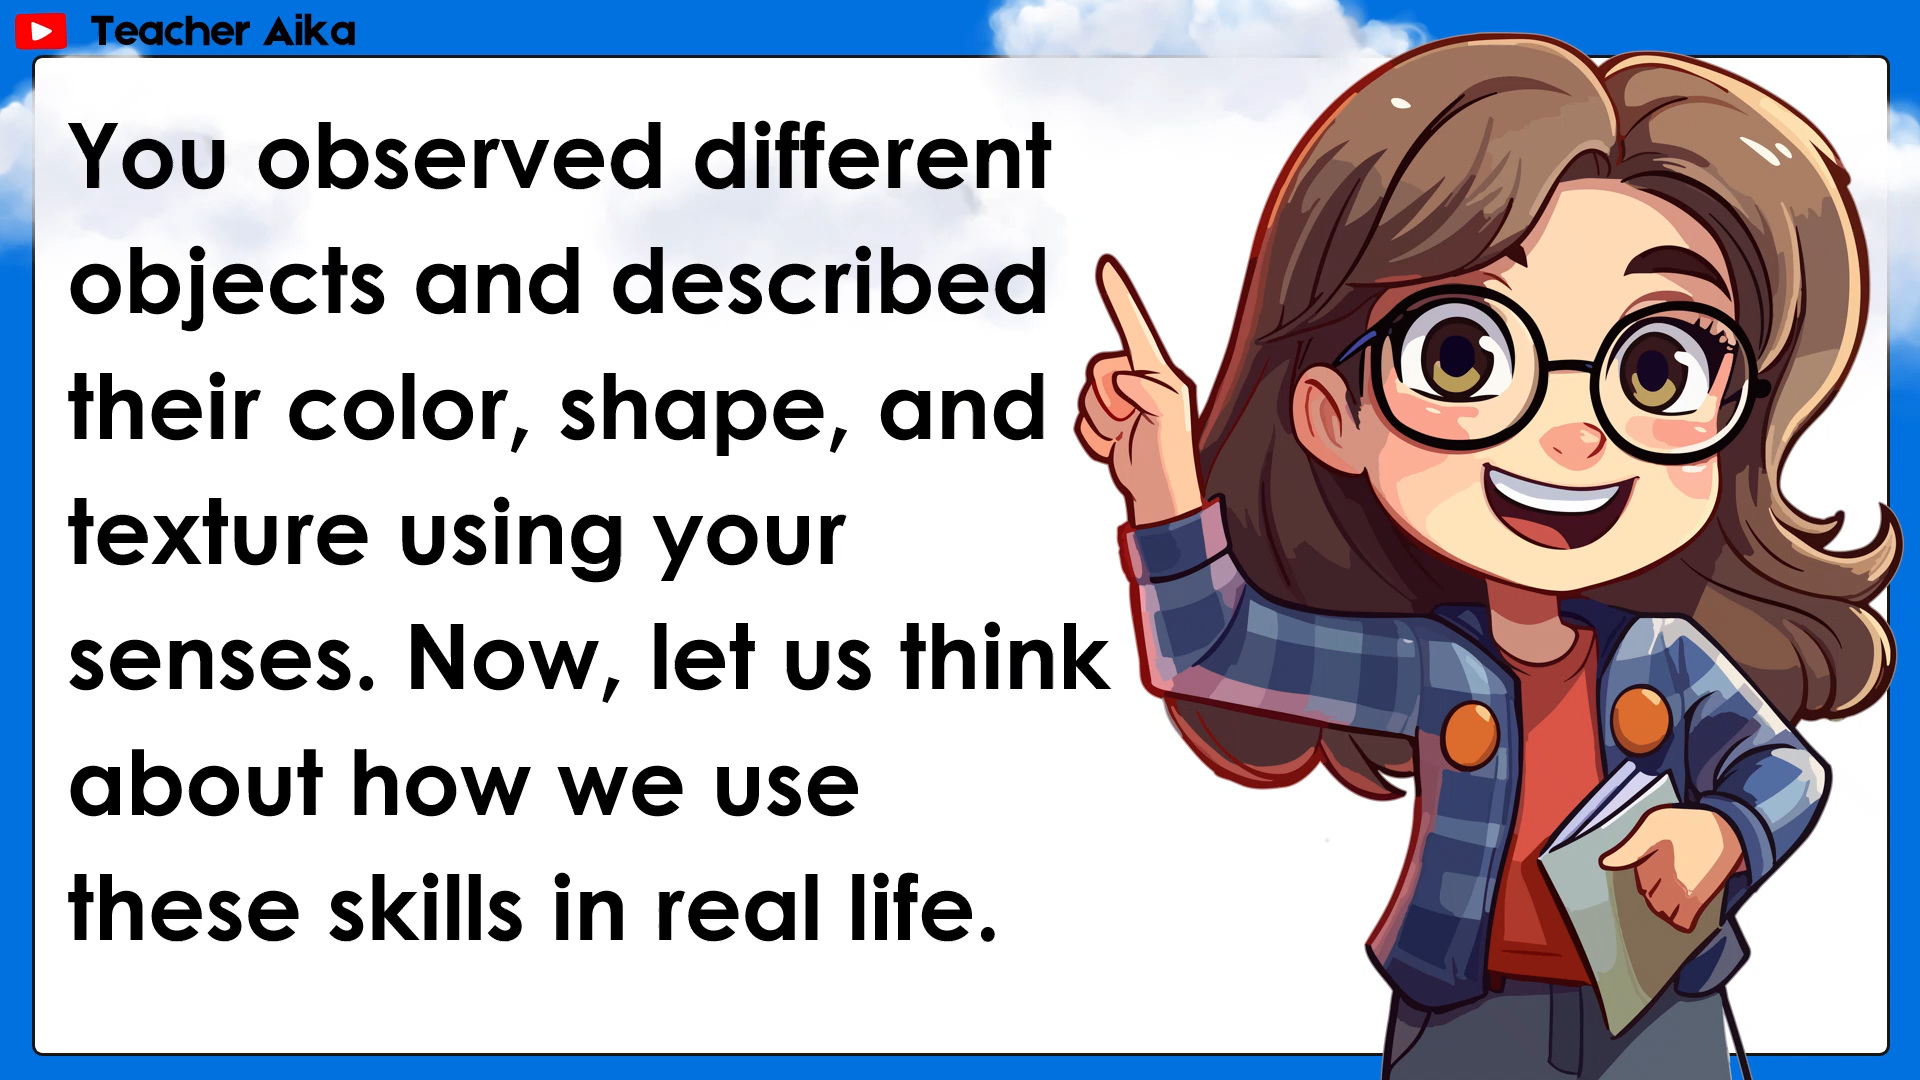 Teacher Aika
You observed different
objects and described
their color, shape, and
texture using your
senses. Now, let us think
about how we use
these skills in real life.